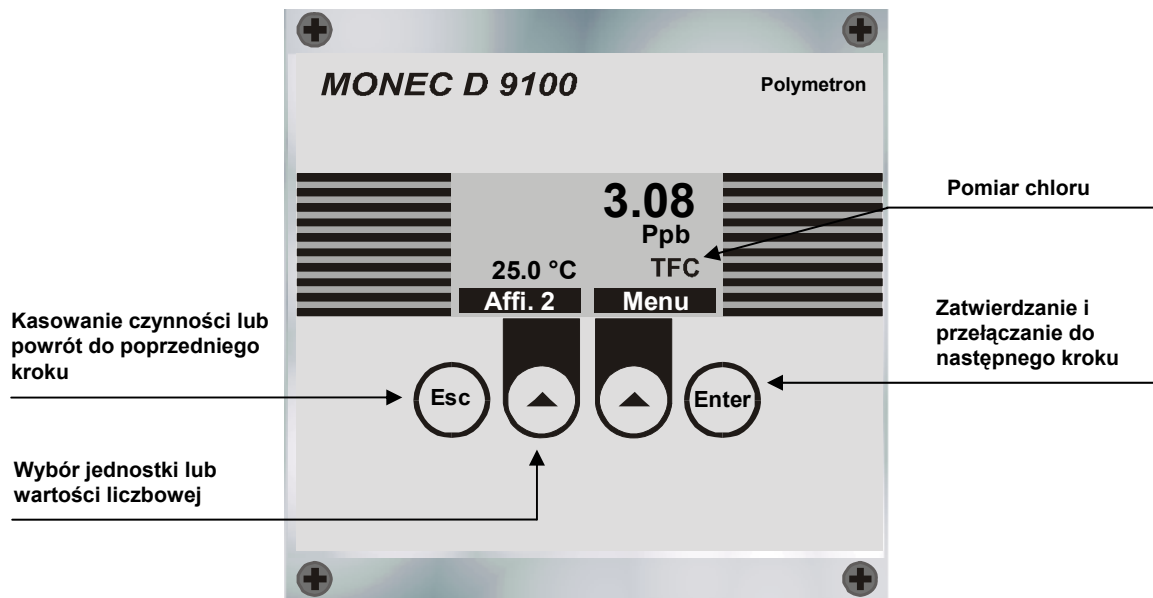 MONEC D 9100
Polymetron
3.08
Ppb
25.0 °C
TFC
Affi. 2
Menu
Esc
Enter
Pomiar chloru
Zatwierdzanie i
przełączanie do
następnego kroku
Kasowanie czynności lub
powrót do poprzedniego
kroku
Wybór jednostki lub
wartości liczbowej